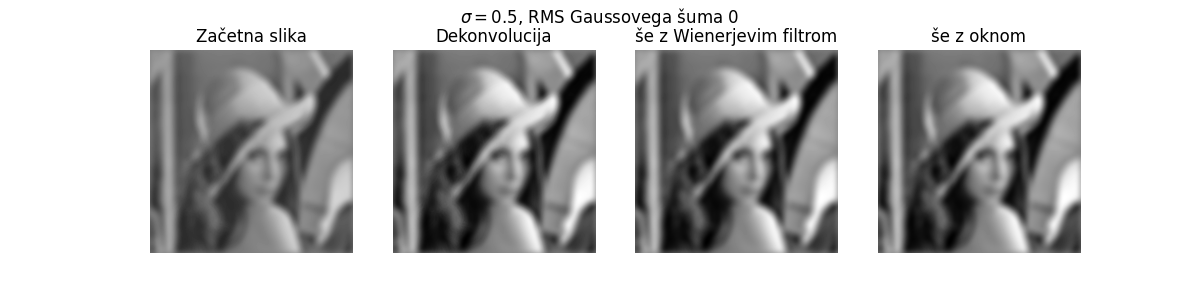 σ = 0.5, RMS Gaussovega šuma 0
Začetna slika
Dekonvolucija
še z Wienerjevim filtrom
še z oknom